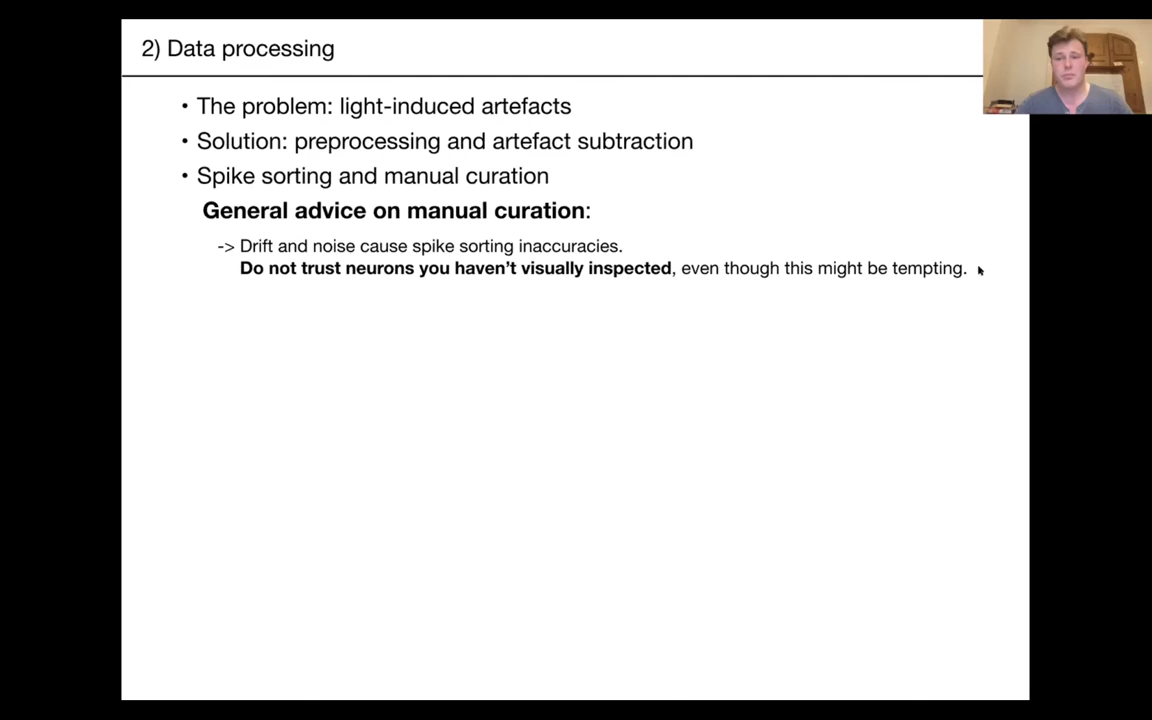 2) Data processing
• The problem: light-induced artefacts
• Solution: preprocessing and artefact subtraction
• Spike sorting and manual curation
General advice on manual curation:
-> Drift and noise cause spike sorting inaccuracies.
Do not trust neurons you haven’t visually inspected, even though this might be tempting.